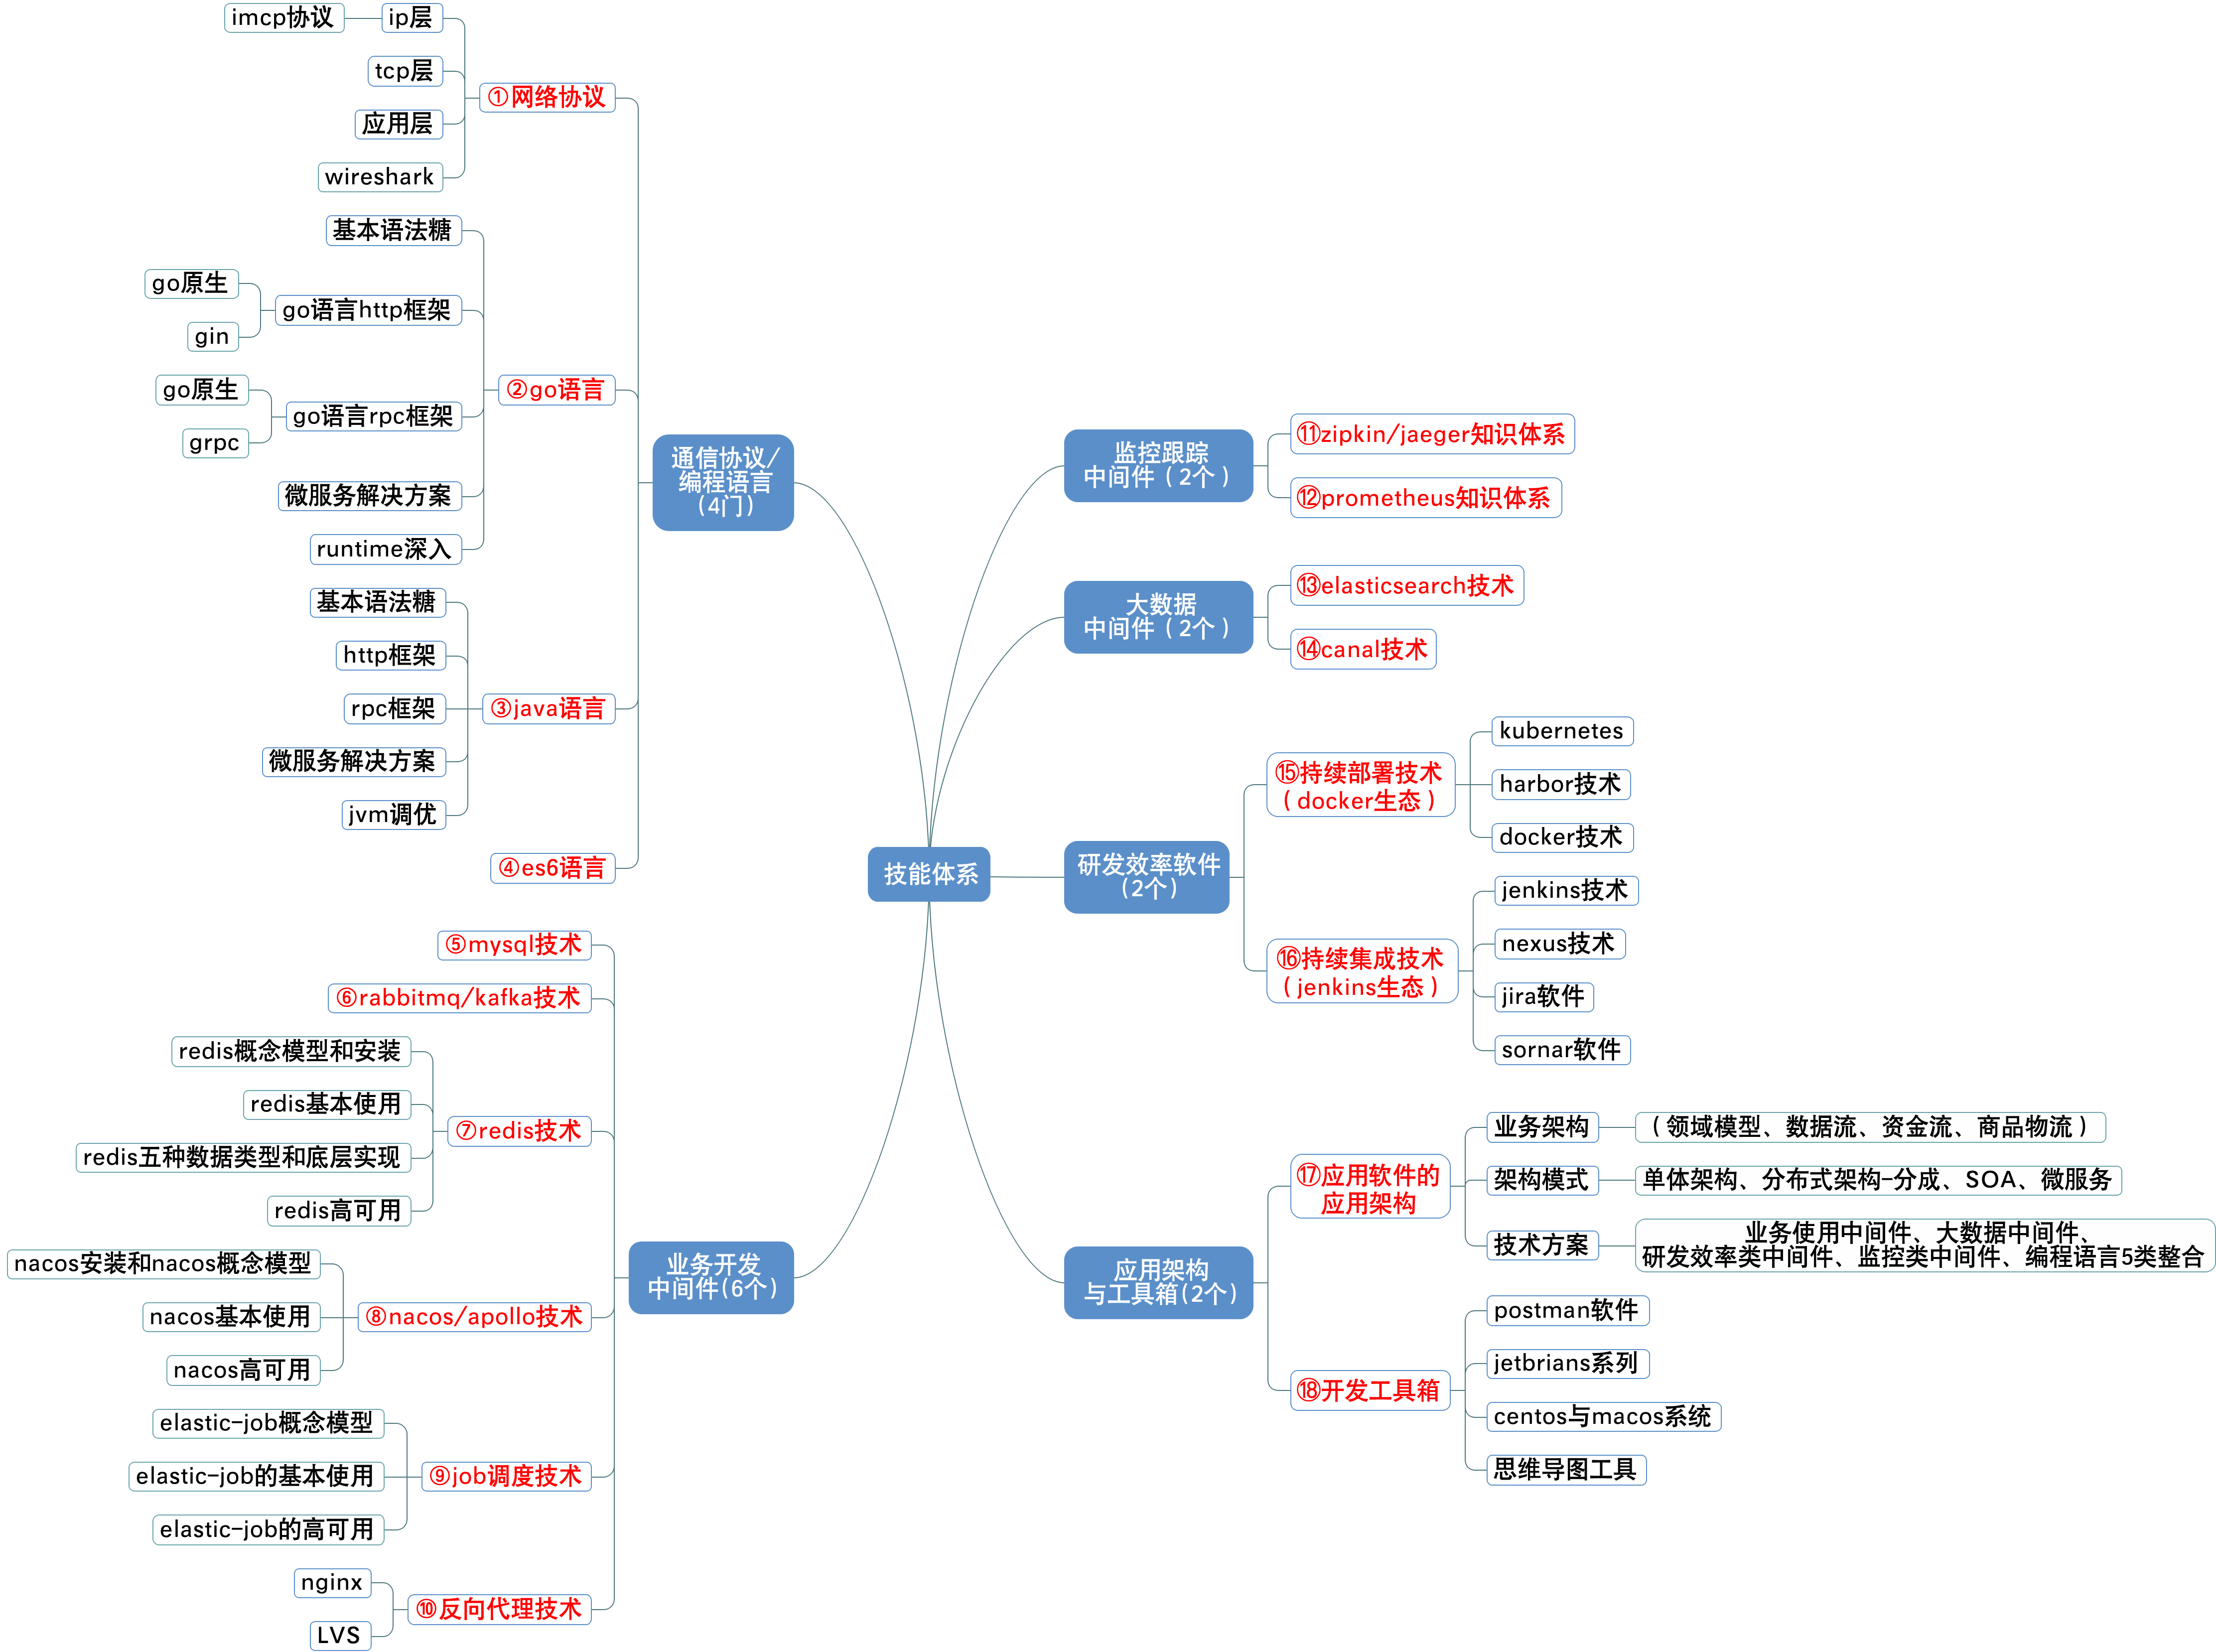 技能体系
通信协议/
编程语言
(4门)
①网络协议
ip层
imcp协议
tcp层
应用层
wireshark
②go语言
基本语法糖
go语言http框架
go原生
gin
go语言rpc框架
go原生
grpc
微服务解决方案
runtime深入
③java语言
基本语法糖
http框架
rpc框架
微服务解决方案
jvm调优
④es6语言
业务开发
中间件(6个)
⑤mysql技术
⑥rabbitmq/kafka技术
⑦redis技术
redis概念模型和安装
redis基本使用
redis五种数据类型和底层实现
redis高可用
⑧nacos/apollo技术
nacos安装和nacos概念模型
nacos基本使用
nacos高可用
⑨job调度技术
elastic-job概念模型
elastic-job的基本使用
elastic-job的高可用
⑩反向代理技术
nginx
LVS
监控跟踪
中间件（2个）
⑪zipkin/jaeger知识体系
⑫prometheus知识体系
大数据
中间件（2个）
⑬elasticsearch技术
⑭canal技术
研发效率软件
(2个)
⑮持续部署技术
（docker生态）
kubernetes
harbor技术
docker技术
⑯持续集成技术
（jenkins生态）
jenkins技术
nexus技术
jira软件
sornar软件
应用架构
与工具箱(2个)
⑰应用软件的
应用架构
业务架构
（领域模型、数据流、资金流、商品物流）
架构模式
单体架构、分布式架构-分成、SOA、微服务
技术方案
业务使用中间件、大数据中间件、
研发效率类中间件、监控类中间件、编程语言5类整合
⑱开发工具箱
postman软件
jetbrians系列
centos与macos系统
思维导图工具